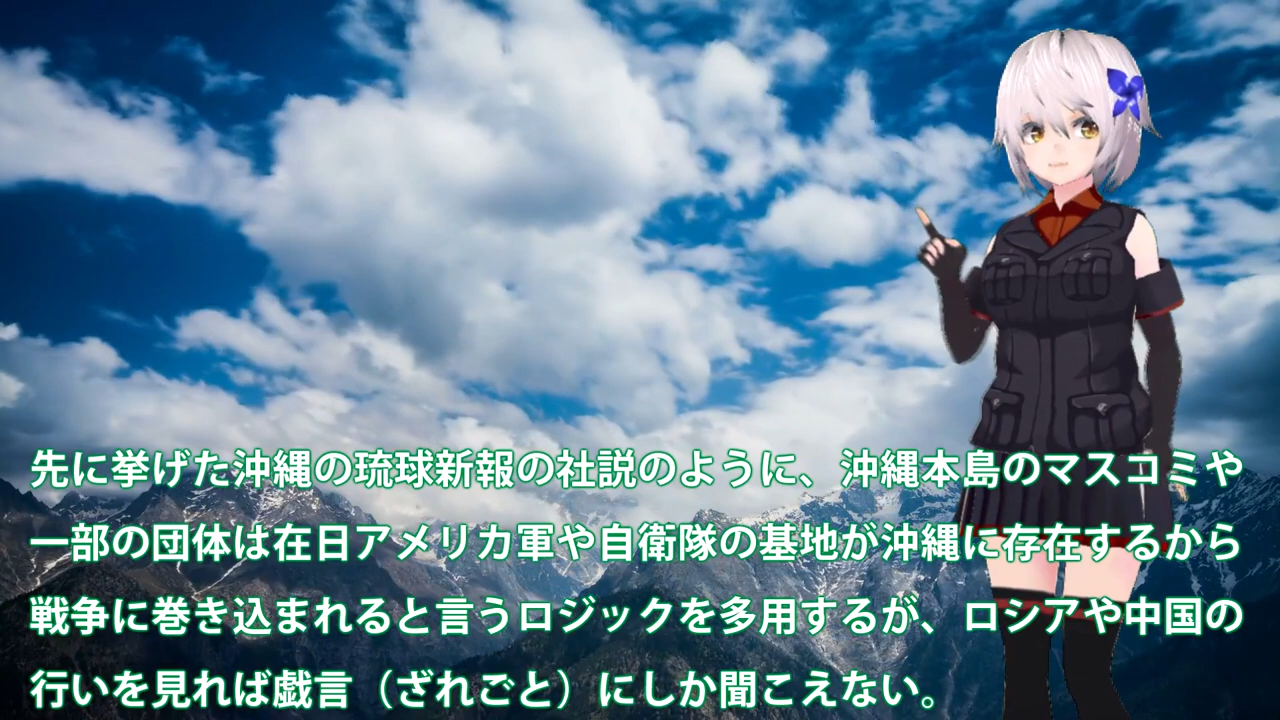 先に挙げた沖縄の琉球新報の社説のように、沖縄本島のマスコミや
一部の団体は在日アメリカ軍や自衛隊の基地が沖縄に存在するから
戦争に巻き込まれると言うロジックを多用するが、ロシアや中国の
行いを見れば戯言（ざれごと）にしか聞こえない。